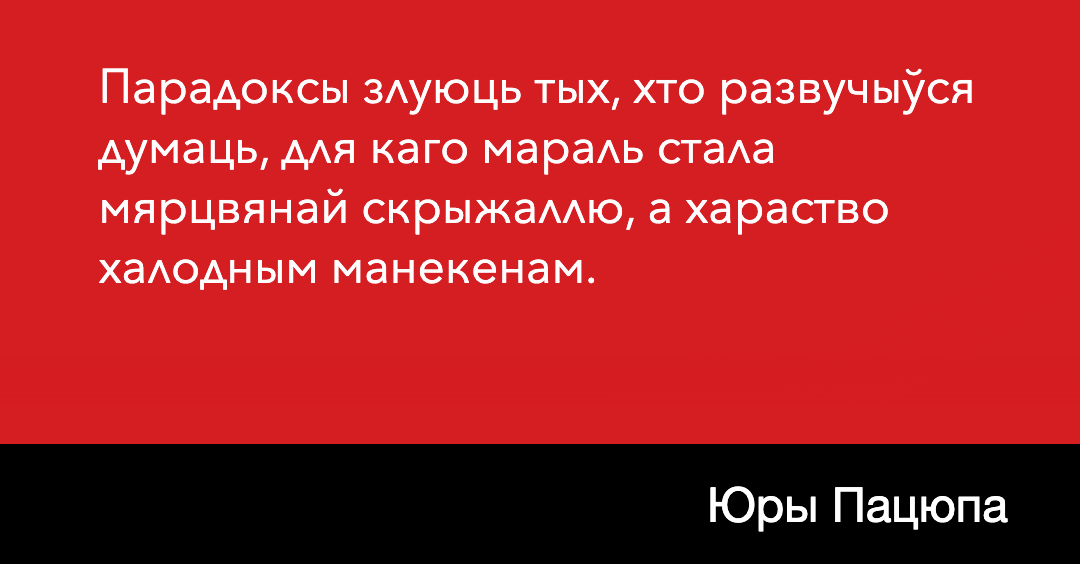 Парадоксы злуюць тых, хто развучыўся
думаць, для каго мараль стала
мярцвянай скрыжаллю, а хараство
халодным манекенам.
Юры Пацюпа